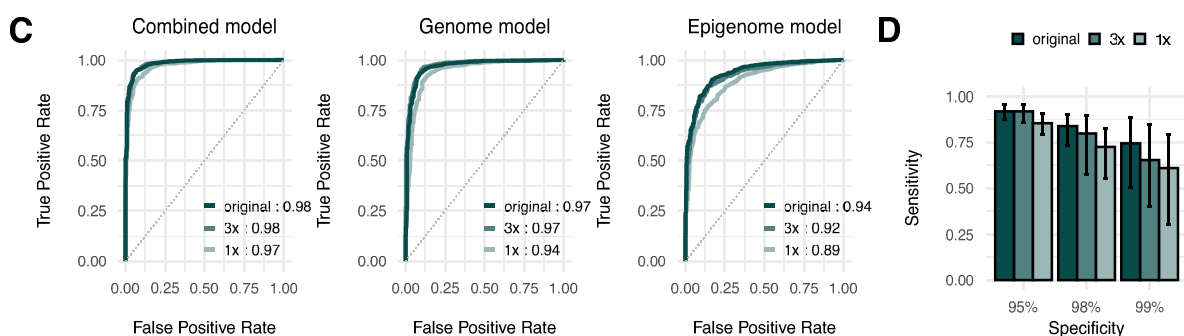 C
Combined model
True Positive Rate
1.00
0.75
0.50
0.25
0.00
original : 0.98
3x : 0.98
1x : 0.97
0.00 0.25 0.50 0.75 1.00
False Positive Rate
Genome model
True Positive Rate
1.00
0.75
0.50
0.25
0.00
original : 0.97
3x : 0.97
1x : 0.94
0.00 0.25 0.50 0.75 1.00
False Positive Rate
Epigenome model
True Positive Rate
1.00
0.75
0.50
0.25
0.00
original : 0.94
3x : 0.92
1x : 0.89
0.00 0.25 0.50 0.75 1.00
False Positive Rate
D
original 3x 1x
Sensitivity
1.00
0.75
0.50
0.25
0.00
95% 98% 99%
Specificity